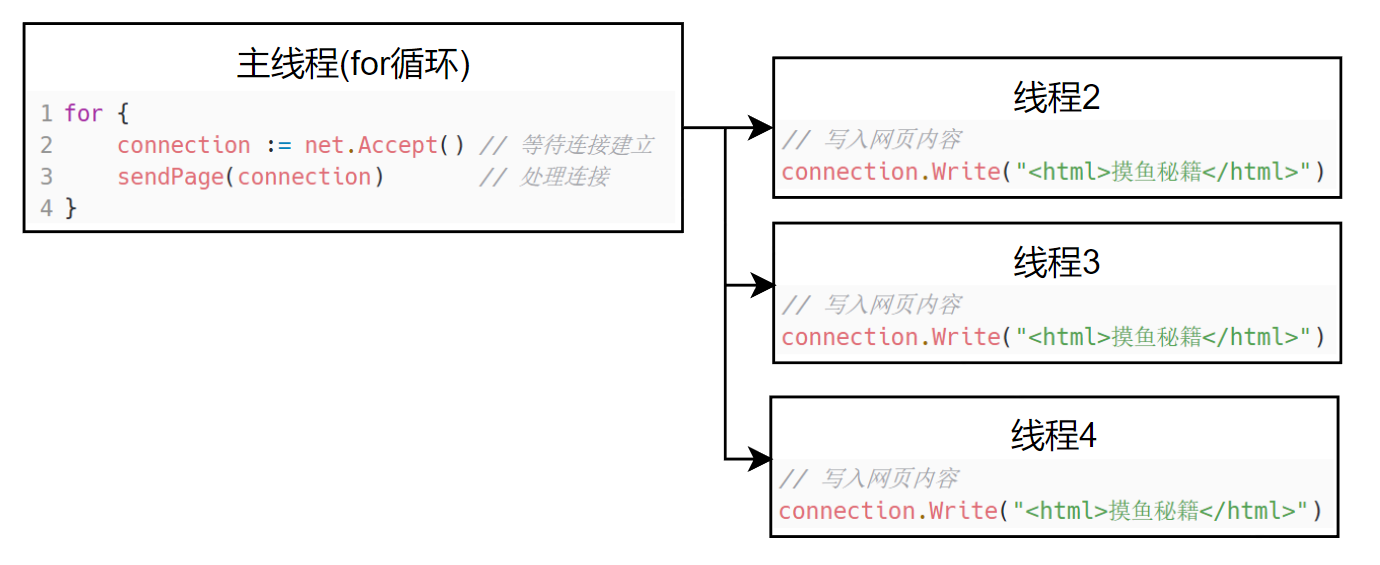 主线程(for循环)
1 for {
2     connection := net.Accept() // 等待连接建立
3     sendPage(connection)       // 处理连接
4 }
线程2
// 写入网页内容
connection.Write("<html>摸鱼秘籍</html>")
线程3
// 写入网页内容
connection.Write("<html>摸鱼秘籍</html>")
线程4
// 写入网页内容
connection.Write("<html>摸鱼秘籍</html>")